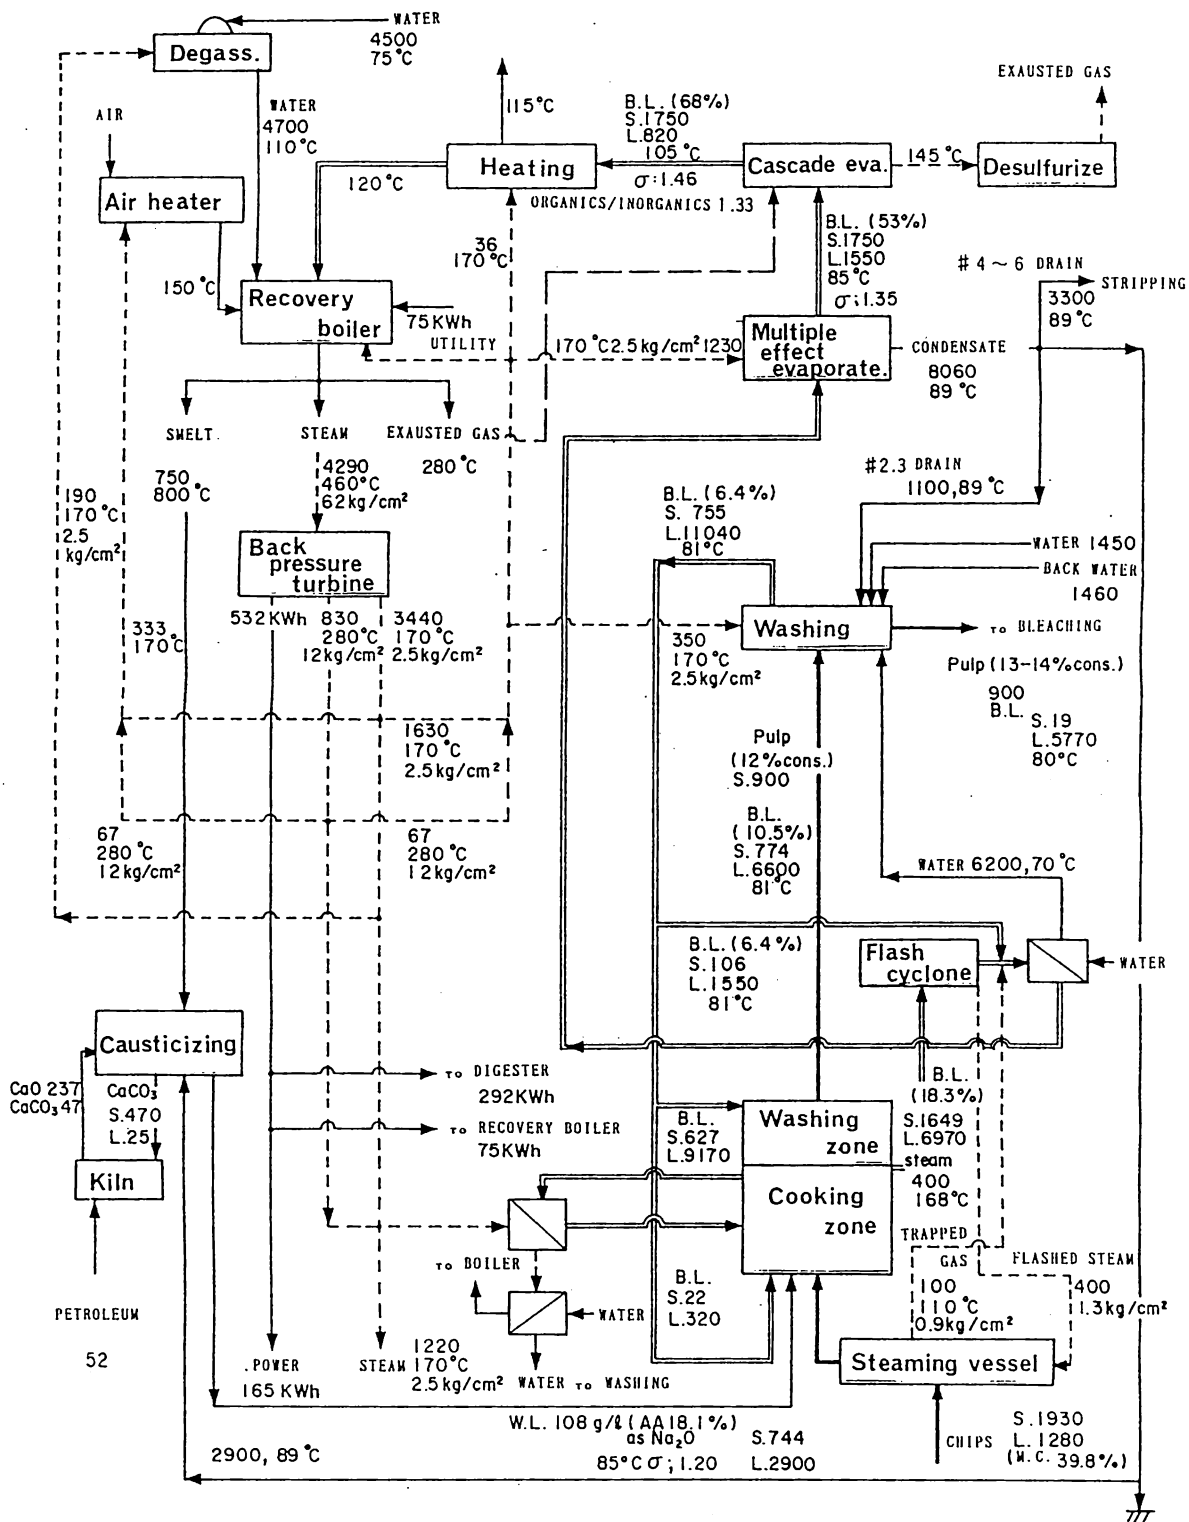 WATER
4500
75°C
Degass.
EXAUSTED GAS
AIR
WATER
4700
110°C
115°C
B.L. (68%)
S.1750
L.820
105°C
Heating
Cascade eva.
145°C
Desulfurize
120°C
σ:1.46
ORGANICS/INORGANICS 1.33
Air heater
36
170°C
B.L. (53%)
S.1750
L.1550
85°C
σ;1.35
#4~6 DRAIN
STRIPPING
3300
89°C
150°C
Recovery
boiler
75KWh
UTILITY
170°C2.5kg/cm² 1230
Multiple
effect
evaporate.
CONDENSATE
8060
89°C
SMELT.
STEAM
EXAUSTED GAS
280°C
750
800°C
4290
460°C
62kg/cm²
#2.3 DRAIN
1100,89°C
190
170°C
2.5
kg/cm²
B.L. (6.4%)
S. 755
L.11040
81°C
Back
pressure
turbine
WATER 1450
BACK WATER
1460
532KWh
830
280°C
12kg/cm²
3440
170°C
2.5kg/cm²
Washing
TO BLEACHING
333
170°C
350
170°C
2.5kg/cm²
Pulp (13-14%cons.)
900
B.L.
S.19
L.5770
80°C
1630
170°C
2.5kg/cm²
Pulp
(12%cons.)
S.900
B.L.
(10.5%)
S.774
L.6600
81°C
67
280°C
12kg/cm²
67
280°C
12kg/cm²
WATER 6200,70°C
B.L. (6.4%)
S.106
L.1550
81°C
Flash
cyclone
WATER
Causticizing
CaO 237
CaCO₃ 47
CaCO₃
S.470
L.25
TO DIGESTER
292KWh
B.L.
(18.3%)
S.1649
L.6970
TO RECOVERY BOILER
75KWh
B.L.
S.627
L.9170
Washing
zone
steam
400
168°C
Kiln
Cooking
zone
TRAPPED
GAS
100
110°C
0.9kg/cm²
FLASHED STEAM
400
1.3kg/cm²
TO BOILER
B.L.
S.22
L.320
WATER
PETROLEUM
52
.POWER
165 KWh
STEAM
1220
170°C
2.5kg/cm²
WATER TO WASHING
Steaming vessel
W.L. 108 g/ℓ (AA 18.1%)
as Na₂O
85°C σ; 1.20
S.744
L.2900
CHIPS
S.1930
L.1280
(M.C. 39.8%)
2900, 89°C